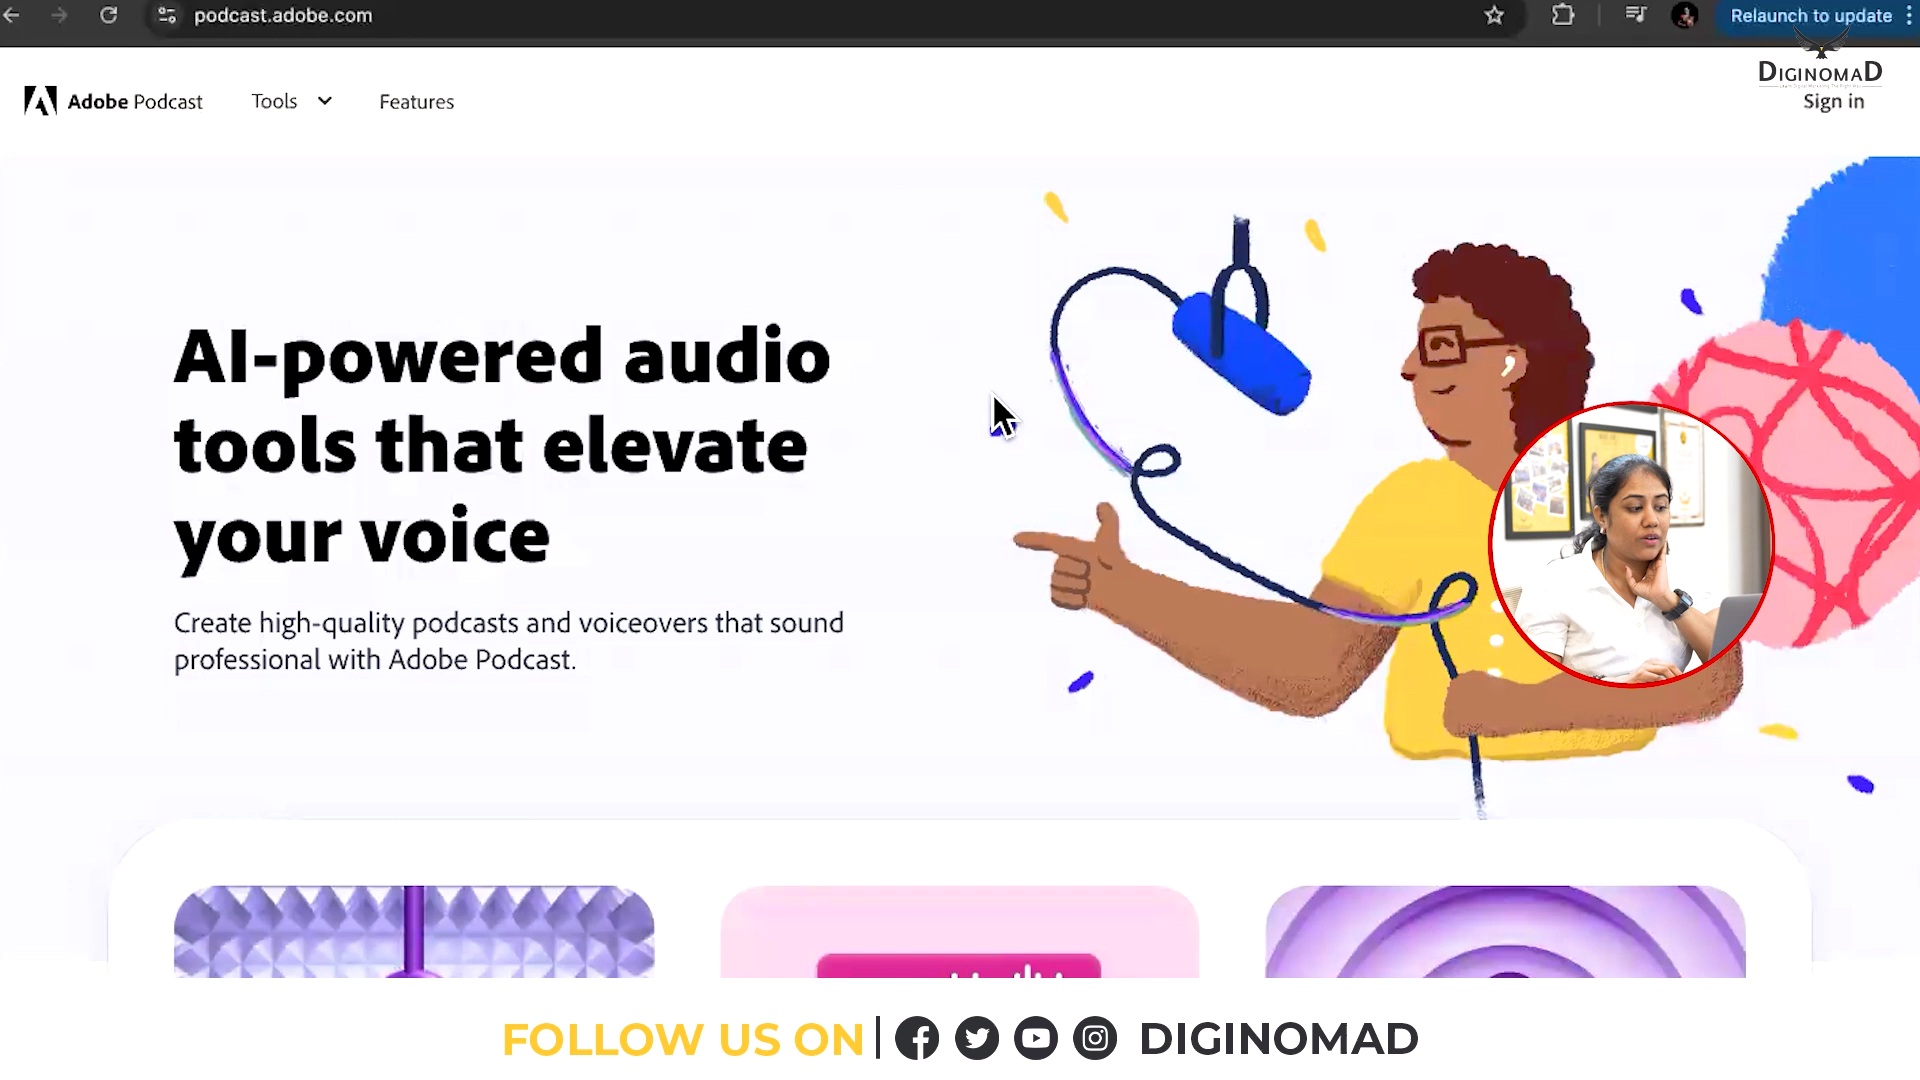 podcast.adobe.com
Relaunch to update
DIGINOMAD
Adobe Podcast
Tools
Features
Sign in
AI-powered audio
tools that elevate
your voice
Create high-quality podcasts and voiceovers that sound
professional with Adobe Podcast.
FOLLOW US ON
DIGINOMAD